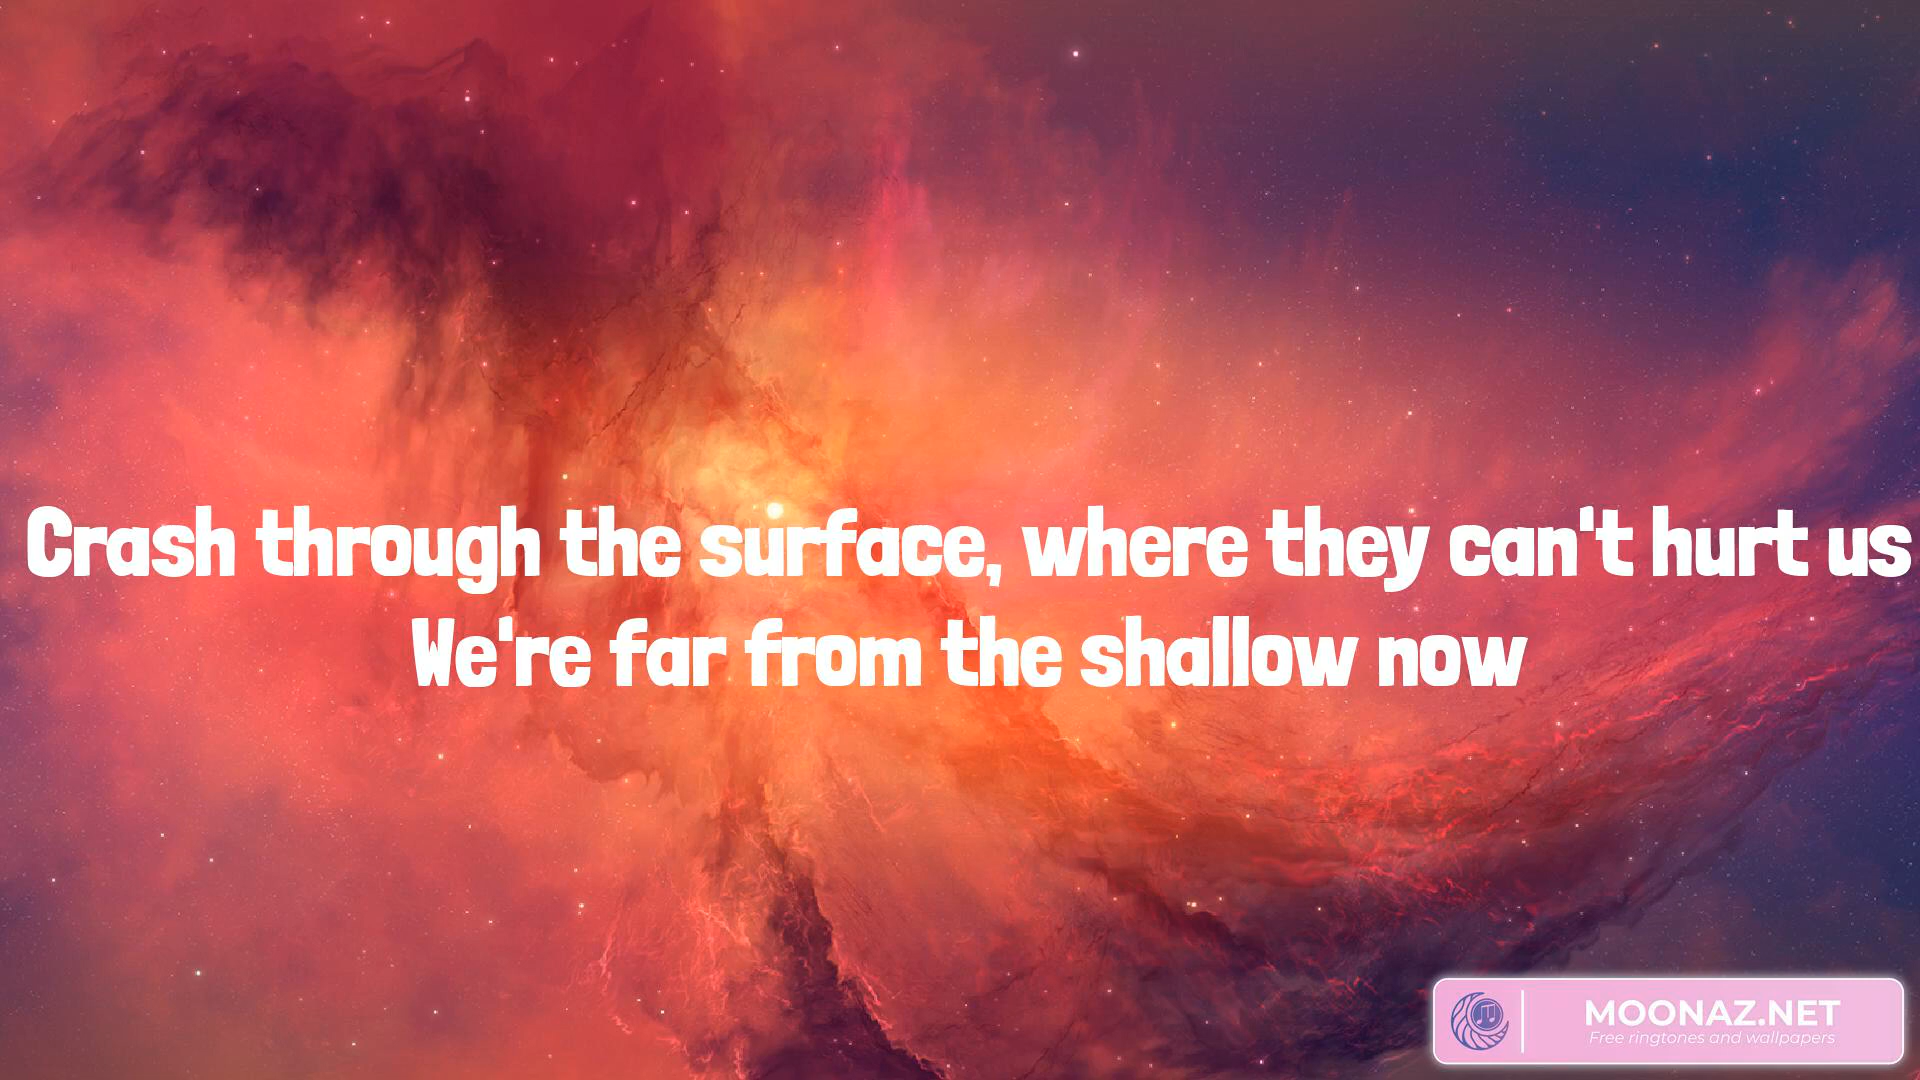 Crash through the surface, where they can't hurt us
We're far from the shallow now
MOONAZ.NET
Free ringtones and wallpapers